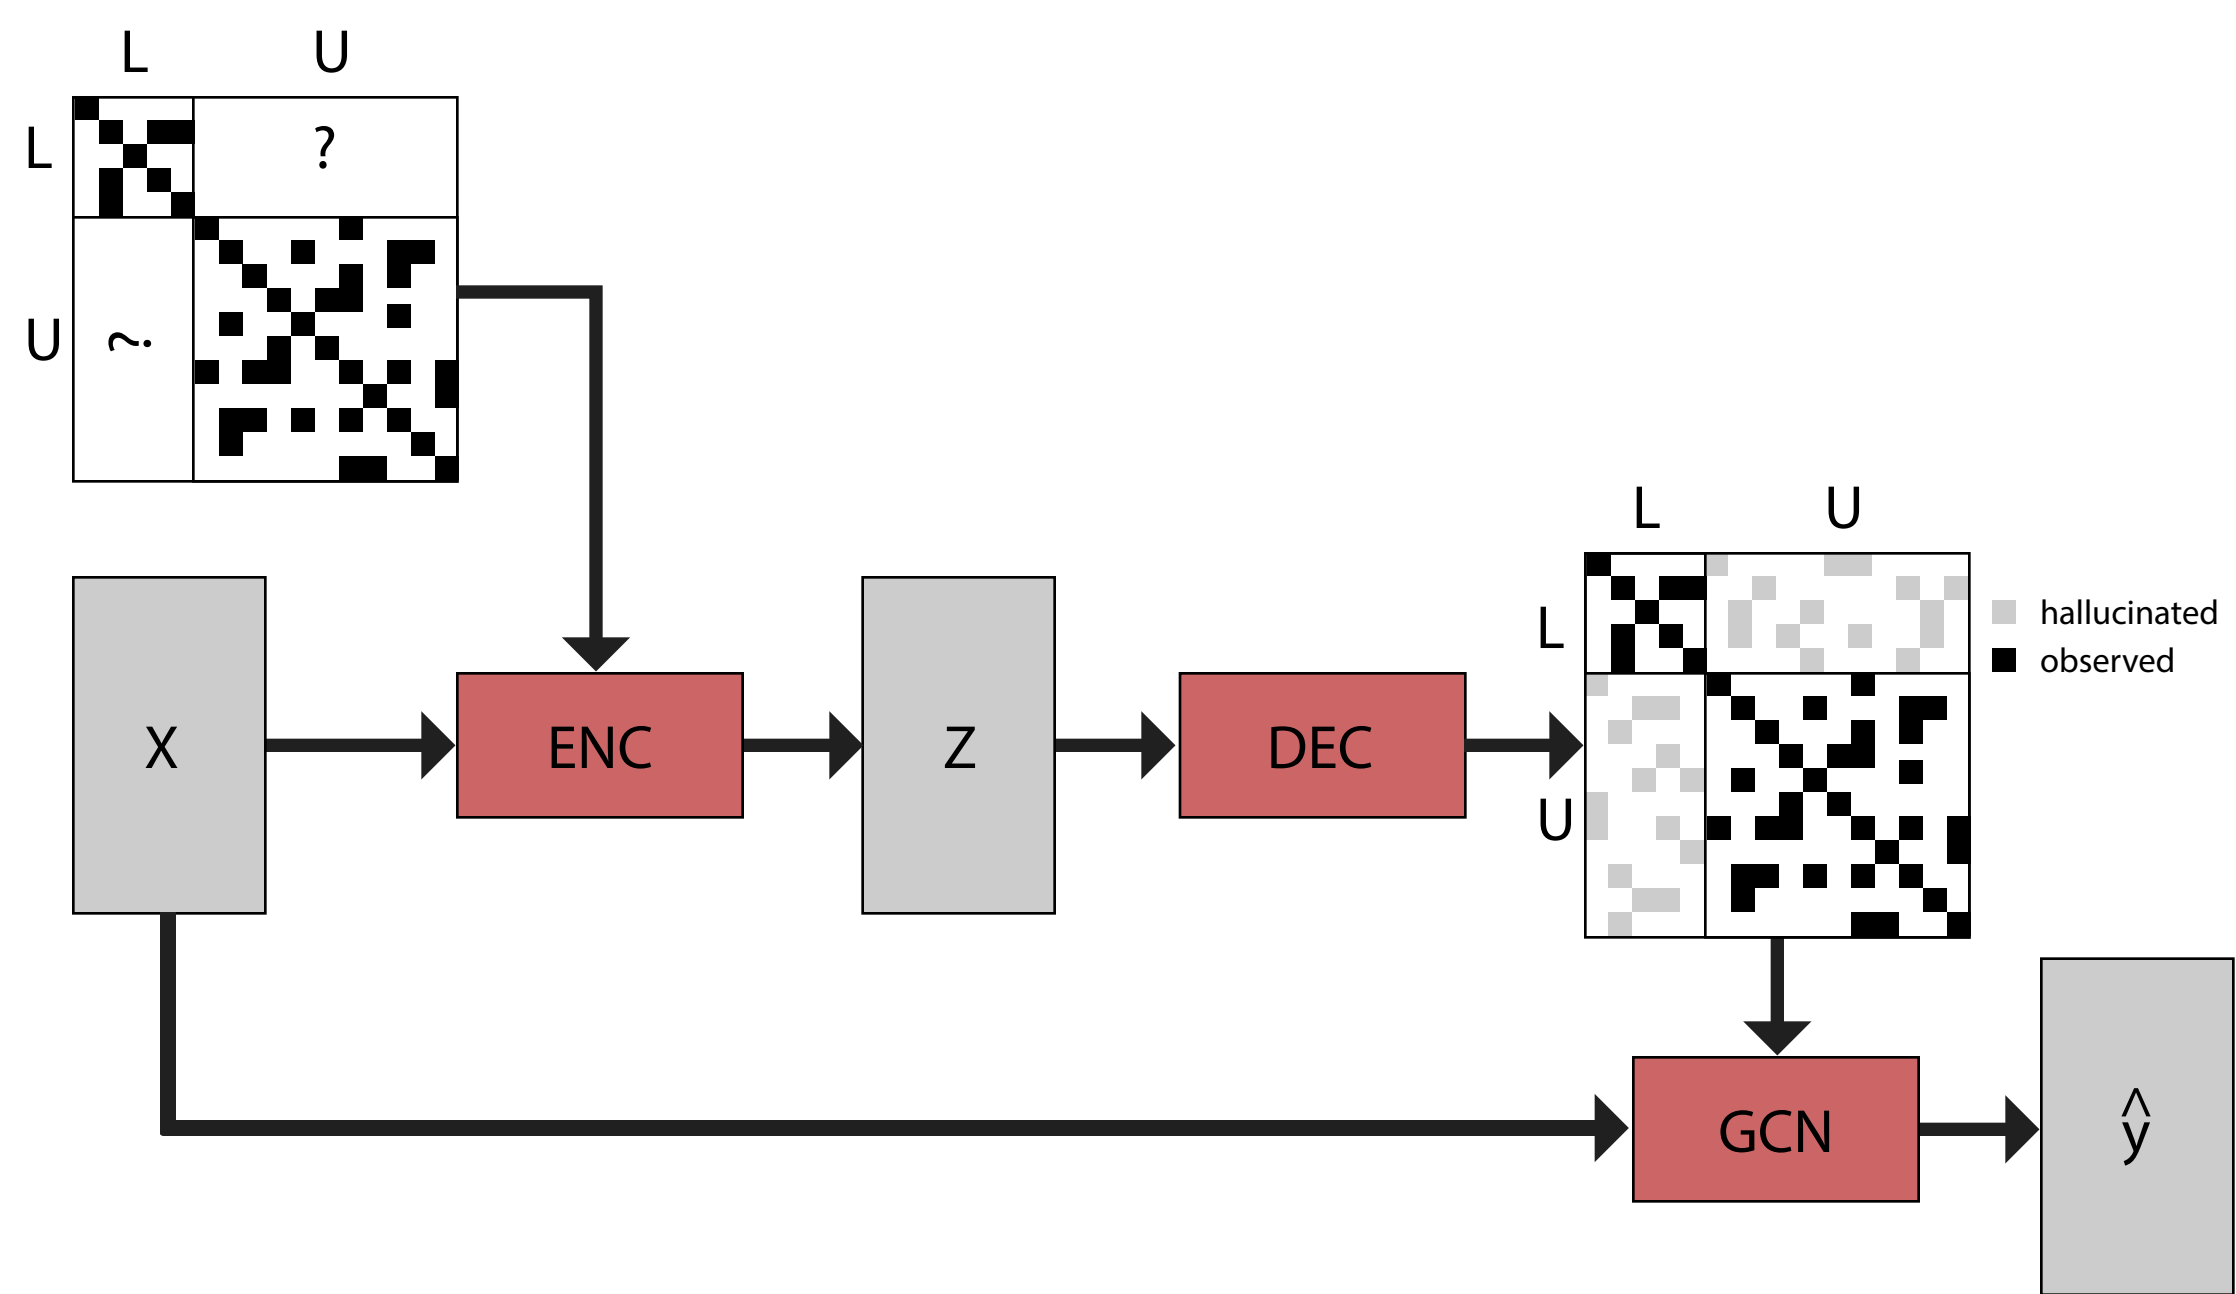 L U
L ?
U ?
X ENC Z DEC
L U
L
U
hallucinated
observed
GCN
ŷ